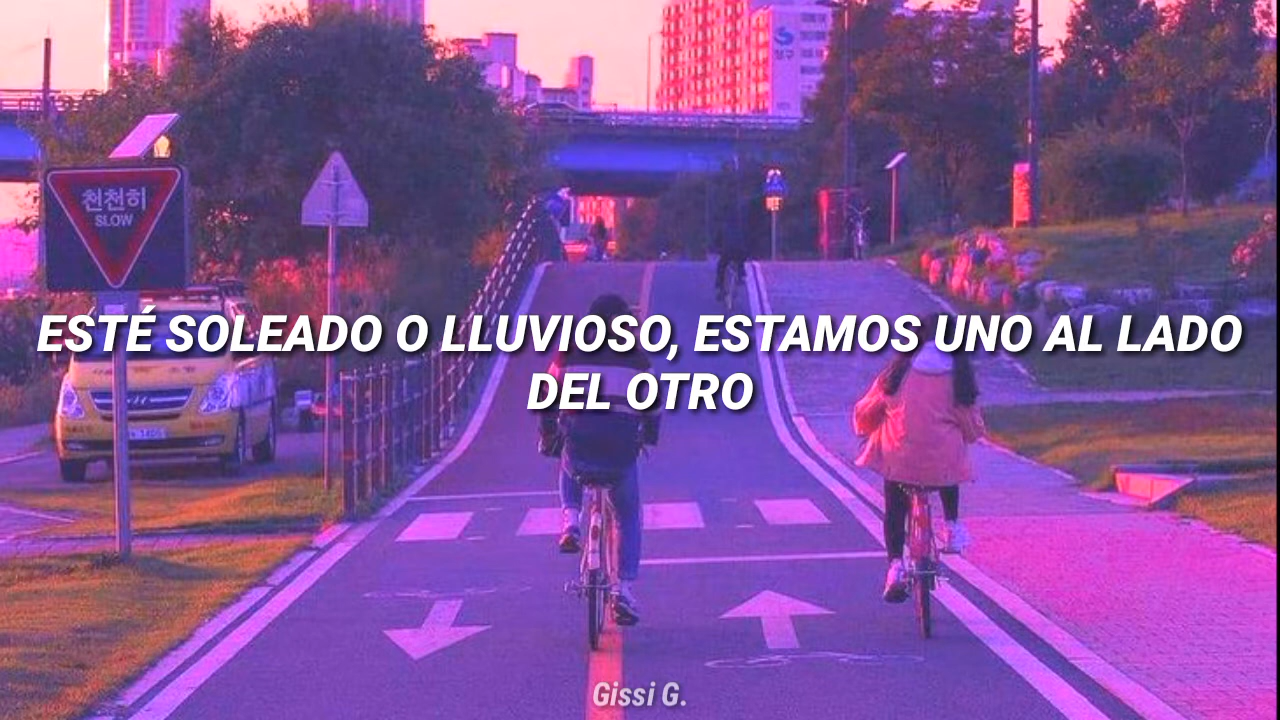 천천히
SLOW
ESTÉ SOLEADO O LLUVIOSO, ESTAMOS UNO AL LADO
DEL OTRO
Gissi G.